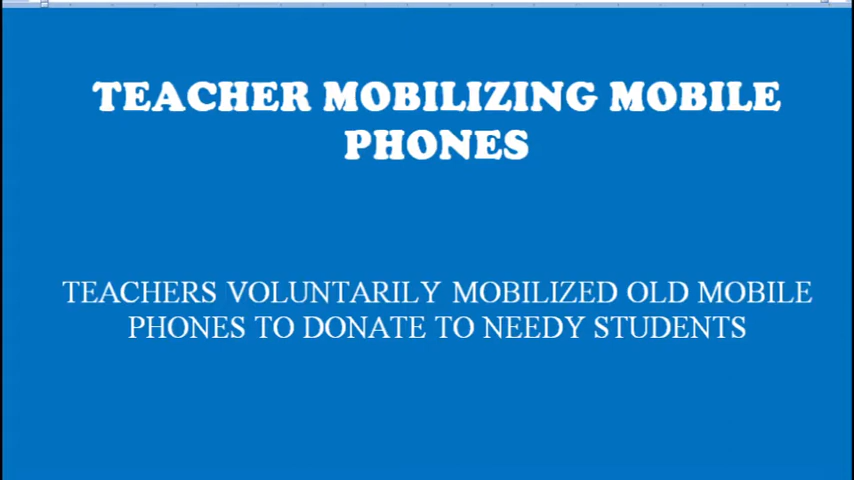 TEACHER MOBILIZING MOBILE
PHONES
TEACHERS VOLUNTARILY MOBILIZED OLD MOBILE
PHONES TO DONATE TO NEEDY STUDENTS